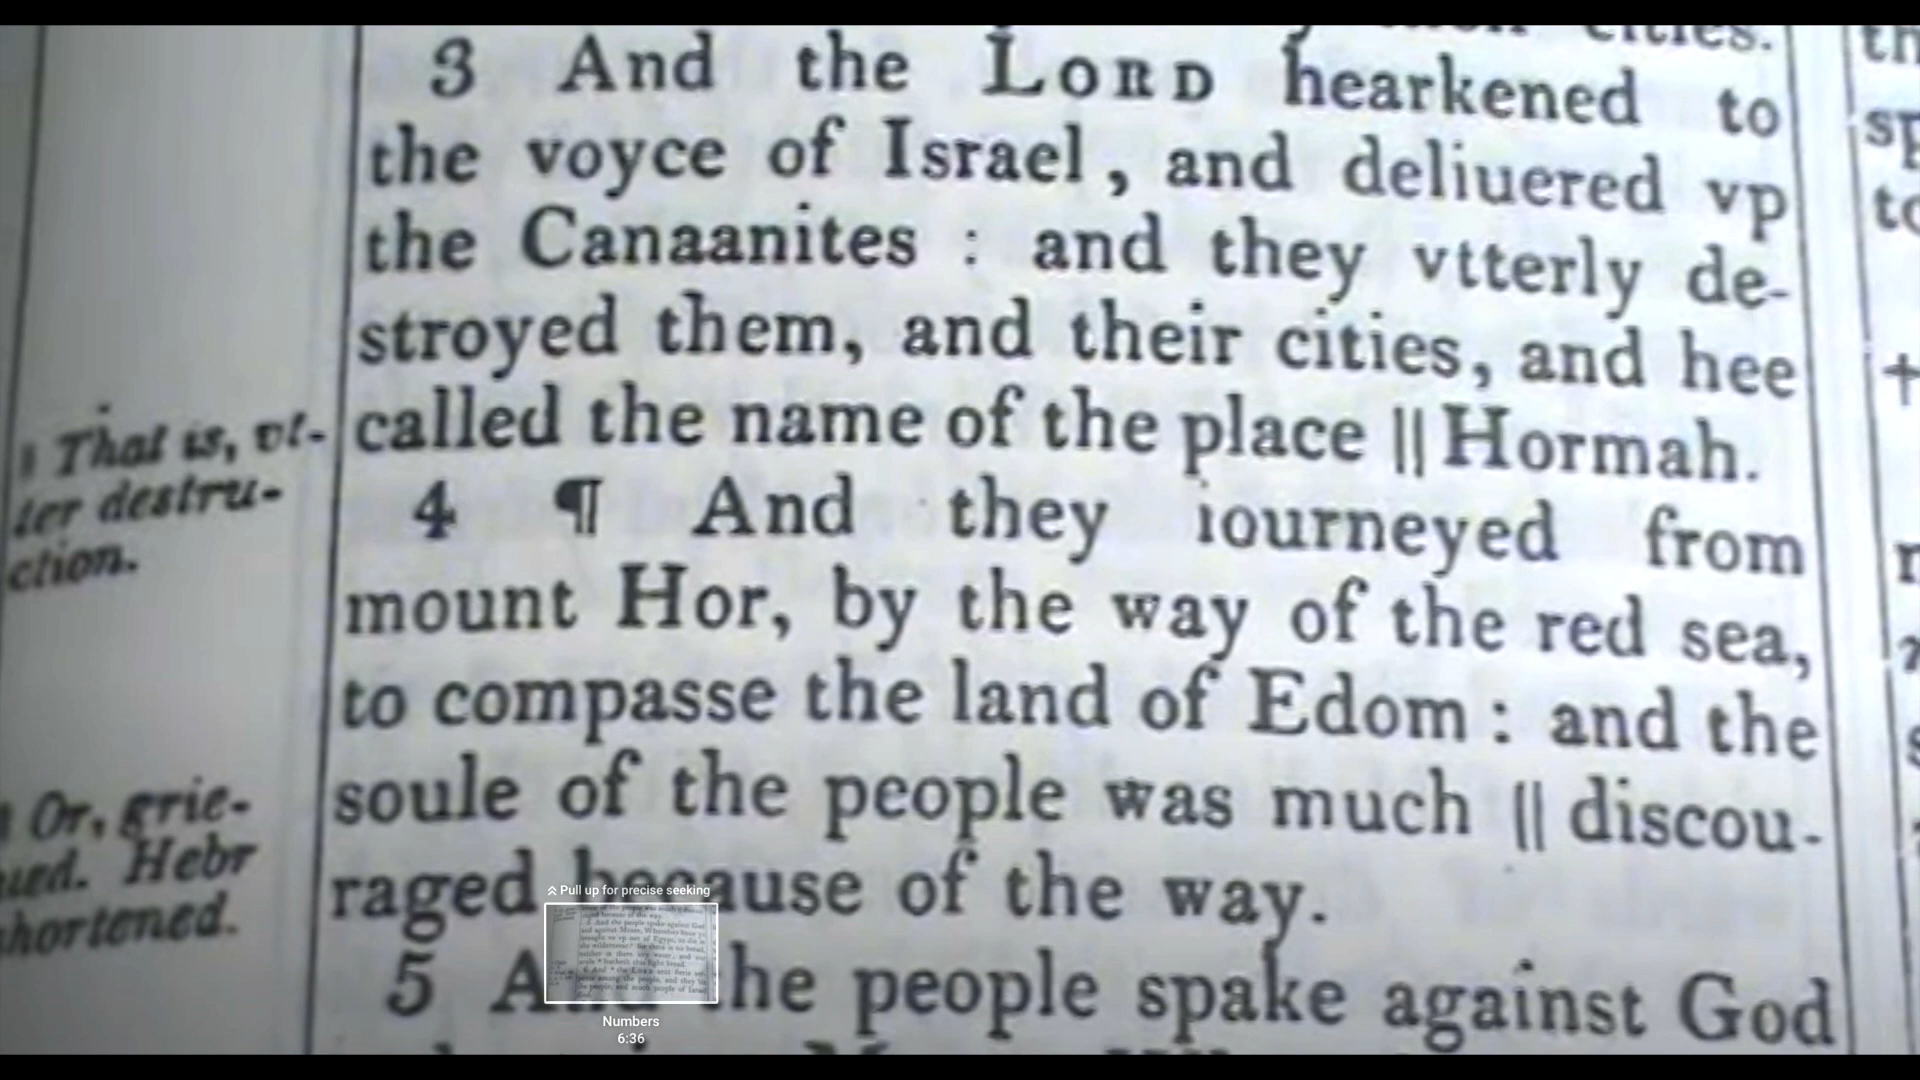 cities.
3 And the LORD hearkened to
the voyce of Israel, and deliuered vp
the Canaanites : and they vtterly de-
stroyed them, and their cities, and hee
called the name of the place || Hormah.
4 ¶ And they iourneyed from
mount Hor, by the way of the red sea,
to compasse the land of Edom : and the
soule of the people was much || discou-
raged because of the way.
5 A he people spake against God
|| That is, vt-
ter destru-
ction.
|| Or, grie-
ued. Hebr
shortened.
Pull up for precise seeking
Numbers
6:36